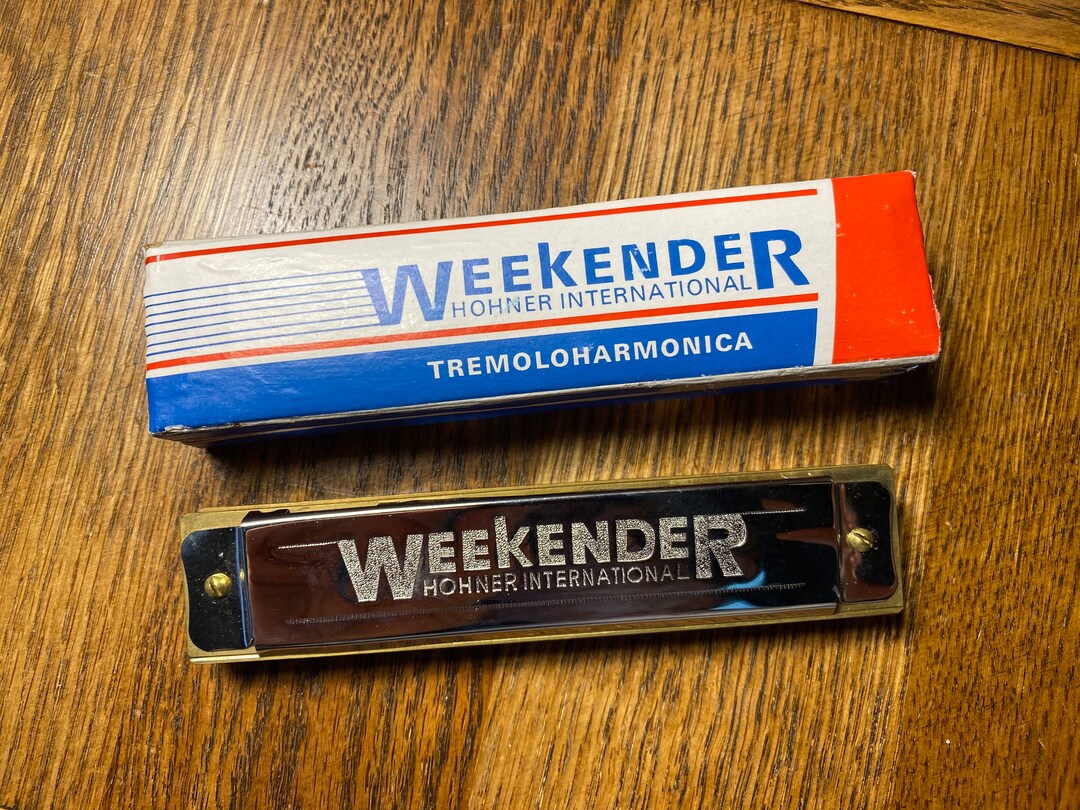 WEEKENDER
HOHNER INTERNATIONAL
TREMOLOHARMONICA
WEEKENDER
HOHNER INTERNATIONAL